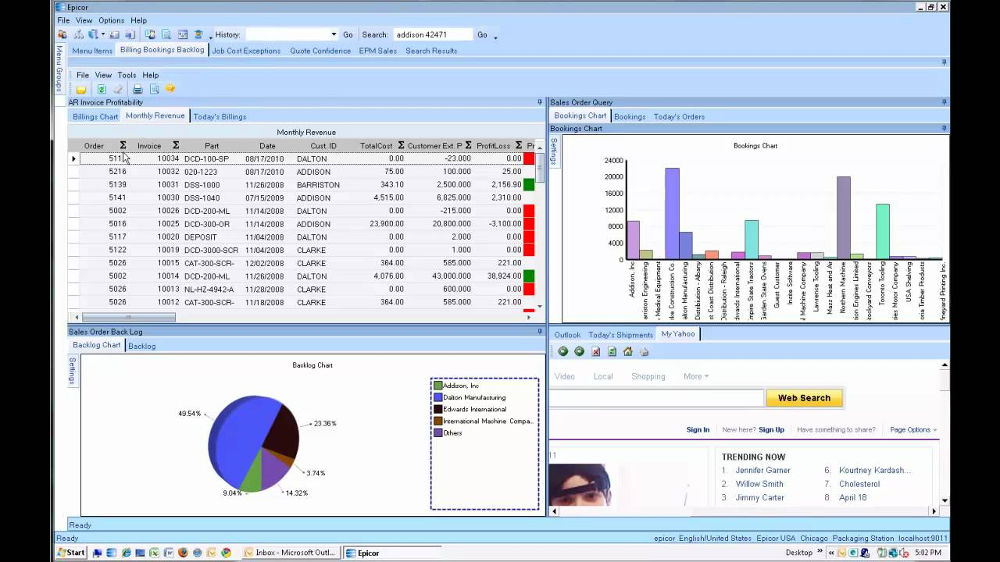 Epicor
File View Options Help
History: Go Search: addison 42471 Go
Menu Items Billing Bookings Backlog Job Cost Exceptions Quote Confidence EPM Sales Search Results
Menu Groups
File View Tools Help
AR Invoice Profitability
Billings Chart Monthly Revenue Today's Billings
Monthly Revenue
Order Σ Invoice Σ Part Date Cust. ID TotalCost Σ Customer Ext. P Σ ProfitLoss Σ Pr
10034 DCD-100-SP 08/17/2010 DALTON 0.00 -23.000 0.00
5216 10032 020-1223 08/17/2010 ADDISON 75.00 100.000 25.00
5139 10031 DSS-1000 11/26/2008 BARRISTON 343.10 2,500.000 2,156.90
5141 10030 DSS-1040 07/15/2009 ADDISON 4,515.00 6,825.000 2,310.00
5002 10026 DCD-200-ML 11/14/2008 DALTON 0.00 -215.000 0.00
5016 10025 DCD-300-OR 11/14/2008 ADDISON 23,900.00 20,800.000 -3,100.00
5117 10020 DEPOSIT 11/04/2008 DALTON 0.00 2.000 0.00
5122 10019 DCD-3000-SCR 11/04/2008 CLARKE 0.00 1.000 0.00
5026 10015 CAT-300-SCR- 12/02/2008 CLARKE 364.00 585.000 221.00
5002 10014 DCD-200-ML 11/26/2008 DALTON 4,076.00 43,000.000 38,924.00
5026 10013 NL-HZ-4942-A 11/18/2008 CLARKE 0.00 600.000 0.00
5026 10012 CAT-300-SCR- 11/18/2008 CLARKE 364.00 585.000 221.00
Sales Order Query
Bookings Chart Bookings Today's Orders
Bookings Chart
Settings
Bookings Chart
24000
20000
16000
12000
8000
4000
0
Addison, Inc
aniston Engineering
Medical Equipment
ke Construction Co.
alton Manufacturing
Distribution - Albany
st Coast Distribution
Distribution - Raleigh
dwards International
mpire State Tractors
Garden State Ovens
Guest Customer
Insite Software
l Machine Company
Lawrence Tooling
Mass Heat and Air
Northern Machine
tion Engines Limited
ookyard Conveyors
Toronto Tooling
ries Motor Company
USA Shelving
oria Timber Products
neyard Printing Inc.
Sales Order Back Log
Backlog Chart Backlog
Settings
Backlog Chart
49.54%
23.36%
3.74%
14.32%
9.04%
Addison, Inc
Dalton Manufacturing
Edwards International
International Machine Compa...
Others
Outlook Today's Shipments My Yahoo
Video Local Shopping More
Web Search
Sign In New here? Sign Up Have something to share? Page Options
11
TRENDING NOW
1. Jennifer Garner
2. Willow Smith
3. Jimmy Carter
6. Kourtney Kardash...
7. Cholesterol
8. April 18
Ready
Ready epicor English/United States Epicor USA Chicago Packaging Station localhost:9011
Start Inbox - Microsoft Outl... Epicor Desktop » « 5:02 PM